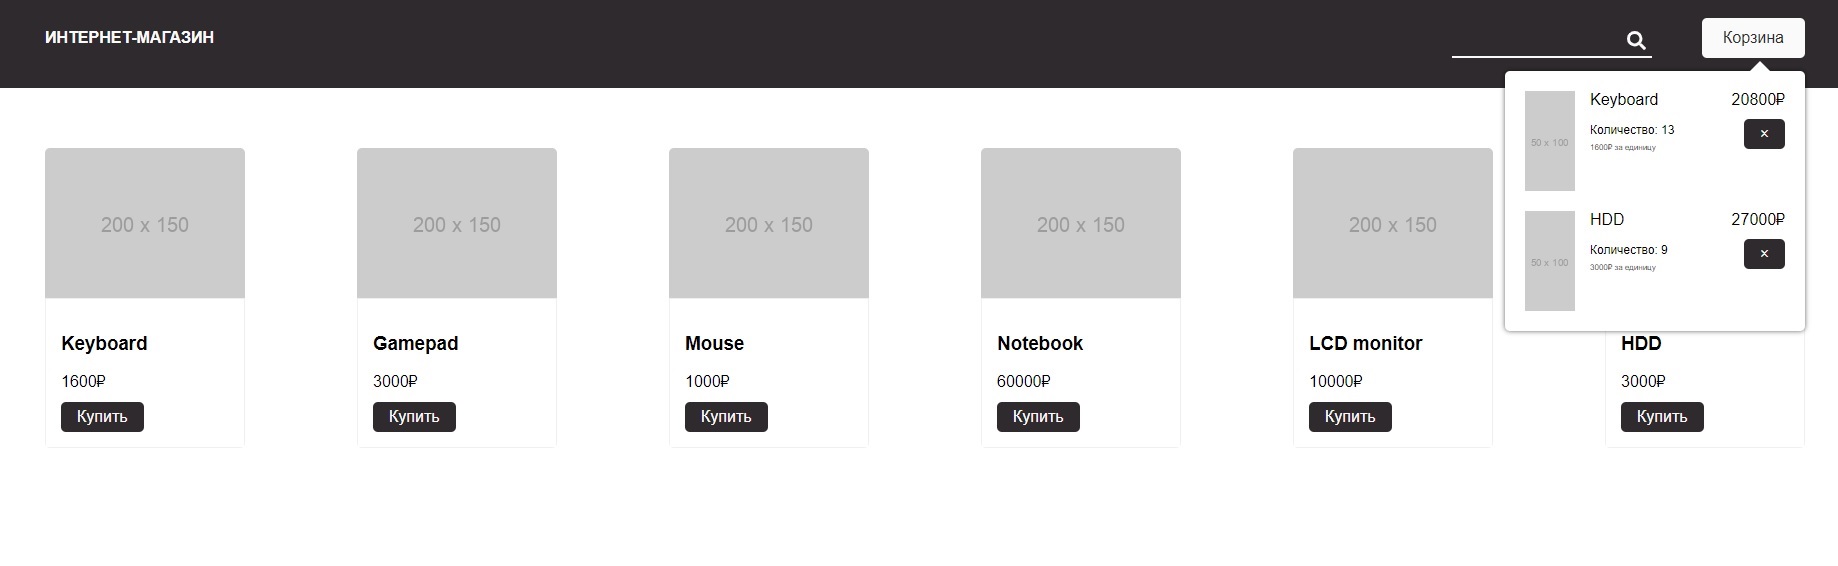 ИНТЕРНЕТ-МАГАЗИН
Корзина
Keyboard 20800₽
Количество: 13 ×
1600₽ за единицу
50 x 100
HDD 27000₽
Количество: 9 ×
3000₽ за единицу
50 x 100
200 x 150 200 x 150 200 x 150 200 x 150 200 x 150
Keyboard Gamepad Mouse Notebook LCD monitor HDD
1600₽ 3000₽ 1000₽ 60000₽ 10000₽ 3000₽
Купить Купить Купить Купить Купить Купить